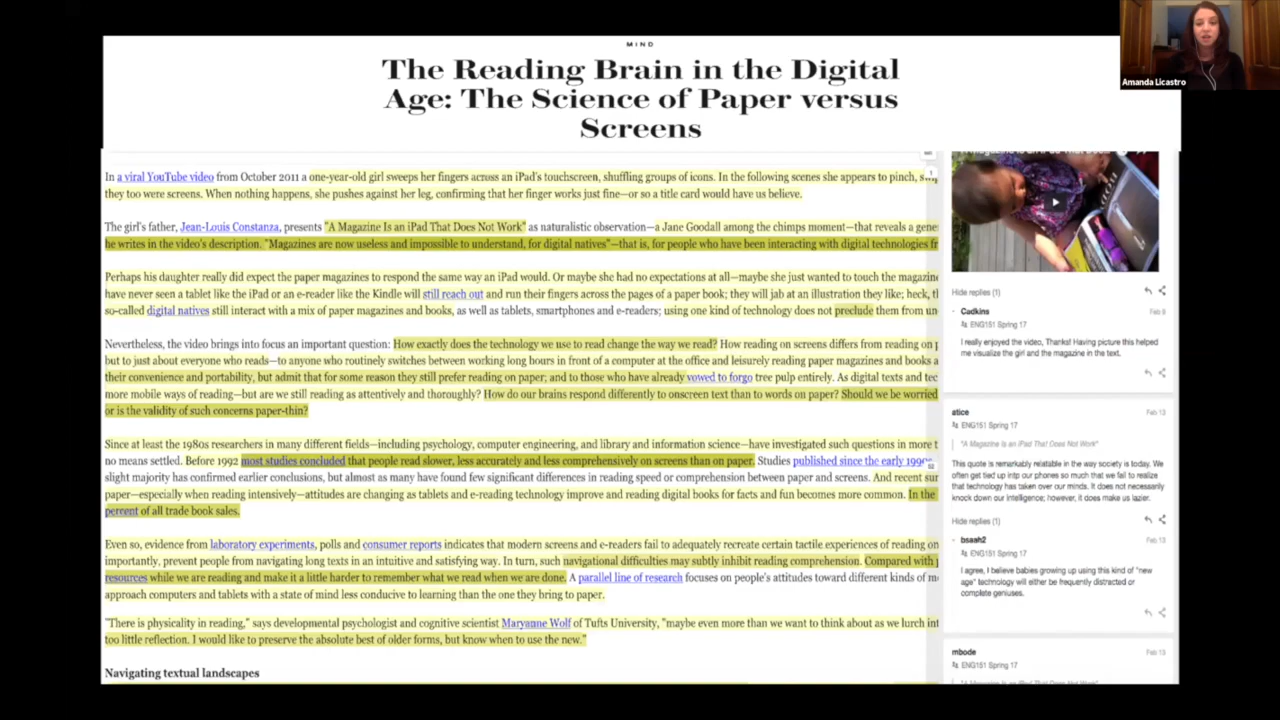 MIND
The Reading Brain in the Digital
Age: The Science of Paper versus
Screens
Amanda Licastro
In a viral YouTube video from October 2011 a one-year-old girl sweeps her fingers across an iPad's touchscreen, shuffling groups of icons. In the following scenes she appears to pinch,
they too were screens. When nothing happens, she pushes against her leg, confirming that her finger works just fine—or so a title card would have us believe.
The girl's father, Jean-Louis Constanza, presents "A Magazine Is an iPad That Does Not Work" as naturalistic observation—a Jane Goodall among the chimps moment—that reveals a gene
he writes in the video's description. "Magazines are now useless and impossible to understand, for digital natives"—that is, for people who have been interacting with digital technologies fr
Perhaps his daughter really did expect the paper magazines to respond the same way an iPad would. Or maybe she had no expectations at all—maybe she just wanted to touch the magazine
have never seen a tablet like the iPad or an e-reader like the Kindle will still reach out and run their fingers across the pages of a paper book; they will jab at an illustration they like; heck, t
so-called digital natives still interact with a mix of paper magazines and books, as well as tablets, smartphones and e-readers; using one kind of technology does not preclude them from un
Nevertheless, the video brings into focus an important question: How exactly does the technology we use to read change the way we read? How reading on screens differs from reading on p
but to just about everyone who reads—to anyone who routinely switches between working long hours in front of a computer at the office and leisurely reading paper magazines and books a
their convenience and portability, but admit that for some reason they still prefer reading on paper; and to those who have already vowed to forgo tree pulp entirely. As digital texts and tec
more mobile ways of reading—but are we still reading as attentively and thoroughly? How do our brains respond differently to onscreen text than to words on paper? Should we be worried
or is the validity of such concerns paper-thin?
Since at least the 1980s researchers in many different fields—including psychology, computer engineering, and library and information science—have investigated such questions in more t
no means settled. Before 1992 most studies concluded that people read slower, less accurately and less comprehensively on screens than on paper. Studies published since the early 1990s
slight majority has confirmed earlier conclusions, but almost as many have found few significant differences in reading speed or comprehension between paper and screens. And recent sur
paper—especially when reading intensively—attitudes are changing as tablets and e-reading technology improve and reading digital books for facts and fun becomes more common. In the
percent of all trade book sales.
Even so, evidence from laboratory experiments, polls and consumer reports indicates that modern screens and e-readers fail to adequately recreate certain tactile experiences of reading on
importantly, prevent people from navigating long texts in an intuitive and satisfying way. In turn, such navigational difficulties may subtly inhibit reading comprehension. Compared with p
resources while we are reading and make it a little harder to remember what we read when we are done. A parallel line of research focuses on people's attitudes toward different kinds of m
approach computers and tablets with a state of mind less conducive to learning than the one they bring to paper.
"There is physicality in reading," says developmental psychologist and cognitive scientist Maryanne Wolf of Tufts University, "maybe even more than we want to think about as we lurch int
too little reflection. I would like to preserve the absolute best of older forms, but know when to use the new."
Navigating textual landscapes
Hide replies (1)
Cadkins Feb 9
ENG151 Spring 17
I really enjoyed the video, Thanks! Having picture this helped
me visualize the girl and the magazine in the text.
atice Feb 13
ENG151 Spring 17
"A Magazine Is an iPad That Does Not Work"
This quote is remarkably relatable in the way society is today. We
often get tied up into our phones so much that we fail to realize
that technology has taken over our minds. It does not necessarily
knock down our intelligence; however, it does make us lazier.
Hide replies (1)
bsaah2 Feb 13
ENG151 Spring 17
I agree, I believe babies growing up using this kind of "new
age" technology will either be frequently distracted or
complete geniuses.
mbode Feb 13
ENG151 Spring 17